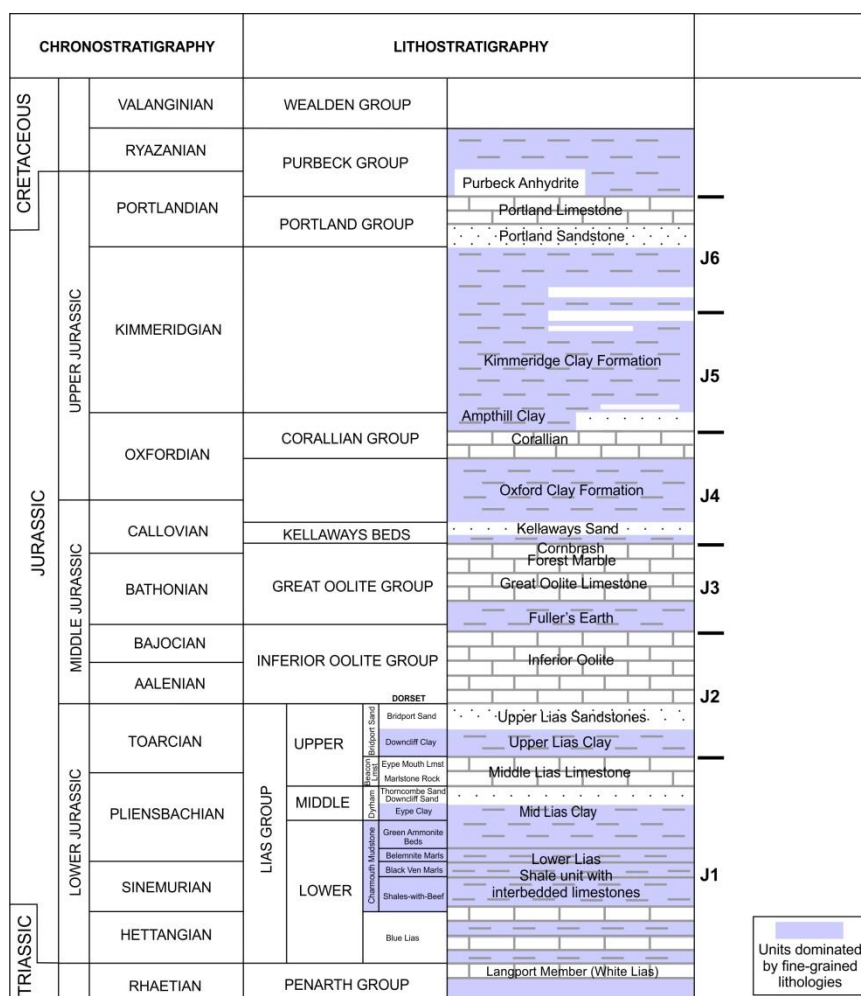 CHRONOSTRATIGRAPHY
LITHOSTRATIGRAPHY
CRETACEOUS
JURASSIC
TRIASSIC
UPPER JURASSIC
MIDDLE JURASSIC
LOWER JURASSIC
VALANGINIAN
RYAZANIAN
PORTLANDIAN
KIMMERIDGIAN
OXFORDIAN
CALLOVIAN
BATHONIAN
BAJOCIAN
AALENIAN
TOARCIAN
PLIENSBACHIAN
SINEMURIAN
HETTANGIAN
RHAETIAN
WEALDEN GROUP
PURBECK GROUP
PORTLAND GROUP
CORALLIAN GROUP
KELLAWAYS BEDS
GREAT OOLITE GROUP
INFERIOR OOLITE GROUP
DORSET
LIAS GROUP
UPPER
MIDDLE
LOWER
PENARTH GROUP
Bridport Sand
Beacon
Lmst
Dyrham
Charmouth Mudstone
Bridport Sand
Downcliff Clay
Eype Mouth Lmst
Marlstone Rock
Thorncombe Sand
Downcliff Sand
Eype Clay
Green Ammonite
Beds
Belemnite Marls
Black Ven Marls
Shales-with-Beef
Blue Lias
Purbeck Anhydrite
Portland Limestone
Portland Sandstone
Kimmeridge Clay Formation
Ampthill Clay
Corallian
Oxford Clay Formation
Kellaways Sand
Cornbrash
Forest Marble
Great Oolite Limestone
Fuller's Earth
Inferior Oolite
Upper Lias Sandstones
Upper Lias Clay
Middle Lias Limestone
Mid Lias Clay
Lower Lias
Shale unit with
interbedded limestones
Langport Member (White Lias)
J6
J5
J4
J3
J2
J1
Units dominated
by fine-grained
lithologies